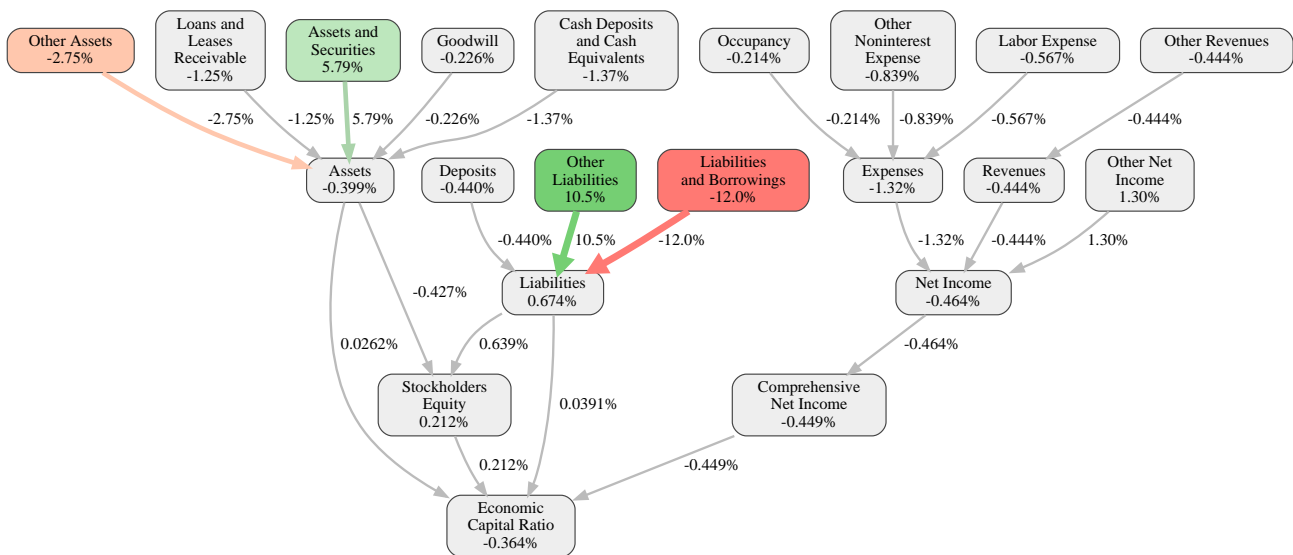 Other Assets
-2.75%
Loans and
Leases
Receivable
-1.25%
Assets and
Securities
5.79%
Goodwill
-0.226%
Cash Deposits
and Cash
Equivalents
-1.37%
Occupancy
-0.214%
Other
Noninterest
Expense
-0.839%
Labor Expense
-0.567%
Other Revenues
-0.444%
-2.75%
-1.25%
5.79%
-0.226%
-1.37%
-0.214%
-0.839%
-0.567%
-0.444%
Assets
-0.399%
Deposits
-0.440%
Other
Liabilities
10.5%
Liabilities
and Borrowings
-12.0%
Expenses
-1.32%
Revenues
-0.444%
Other Net
Income
1.30%
-0.440%
10.5%
-12.0%
-1.32%
-0.444%
1.30%
-0.427%
Liabilities
0.674%
Net Income
-0.464%
0.0262%
0.639%
-0.464%
Stockholders
Equity
0.212%
0.0391%
Comprehensive
Net Income
-0.449%
0.212%
-0.449%
Economic
Capital Ratio
-0.364%